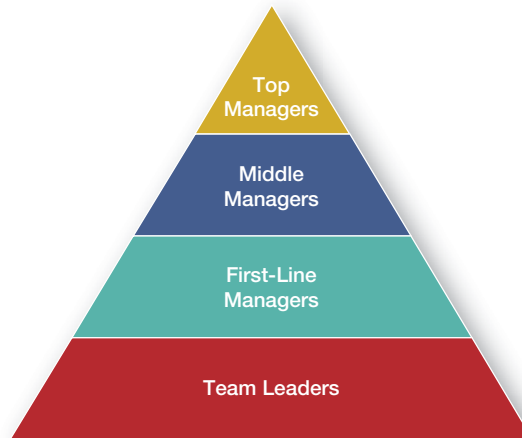 Top
Managers
Middle
Managers
First-Line
Managers
Team Leaders